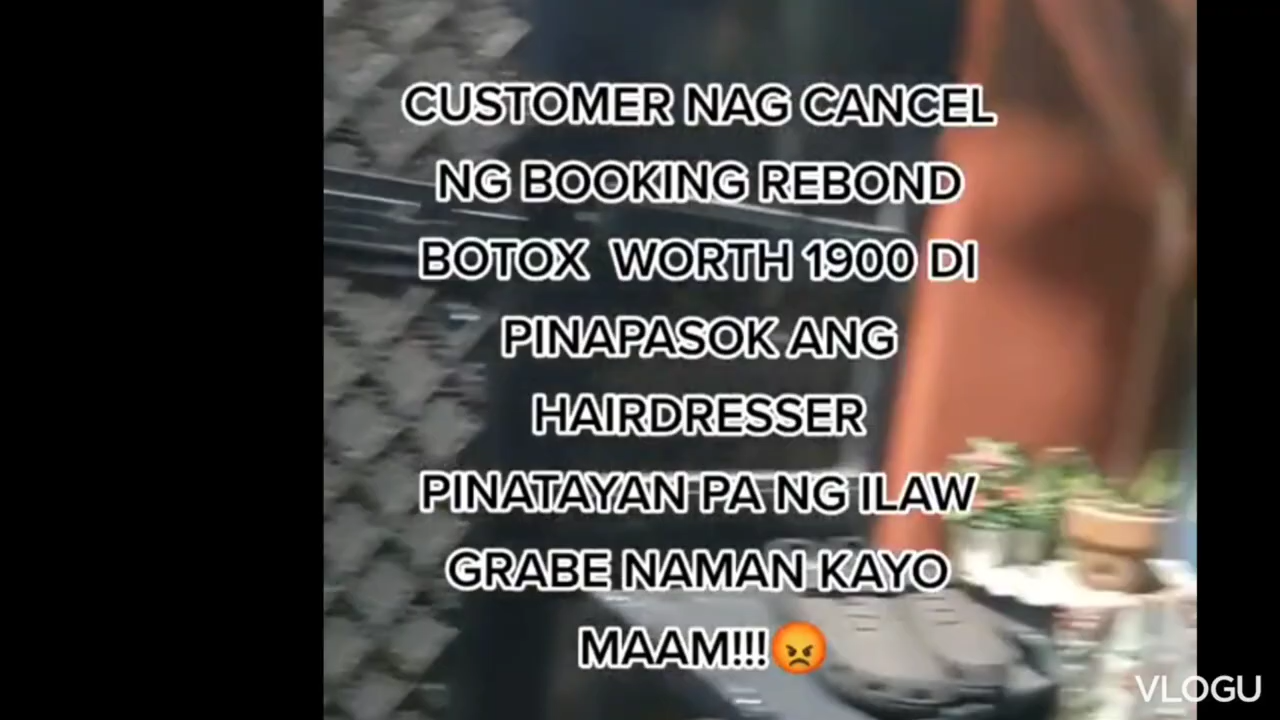 CUSTOMER NAG CANCEL
NG BOOKING REBOND
BOTOX WORTH 1900 DI
PINAPASOK ANG
HAIRDRESSER
PINATAYAN PA NG ILAW
GRABE NAMAN KAYO
MAAM!!!😡
VLOGU